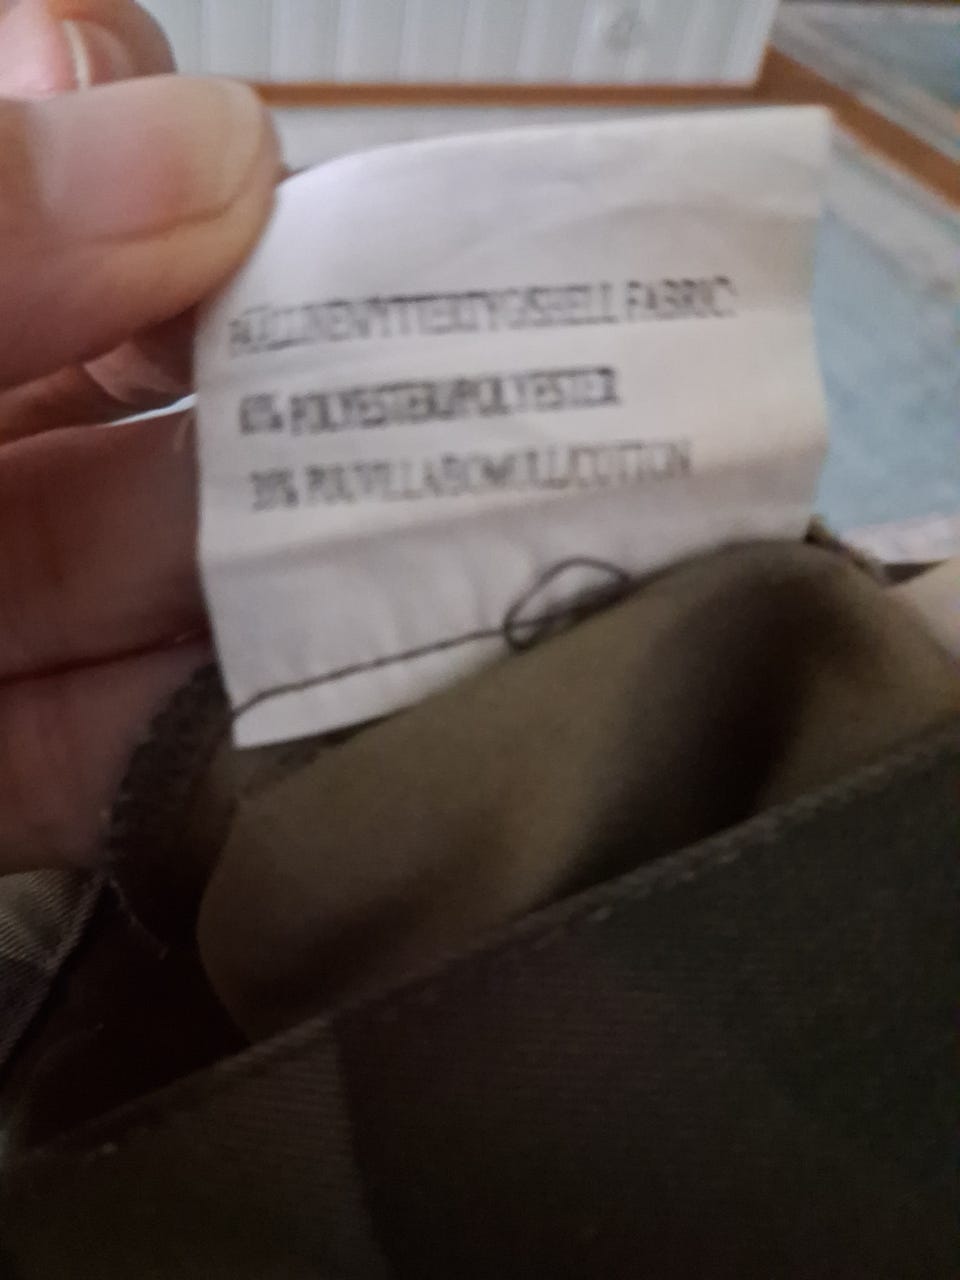 PÄÄLLINEN/YTTERTYG/SHELL FABRIC:
65% POLYESTERI/POLYESTER
35% PUUVILLA/BOMULL/COTTON